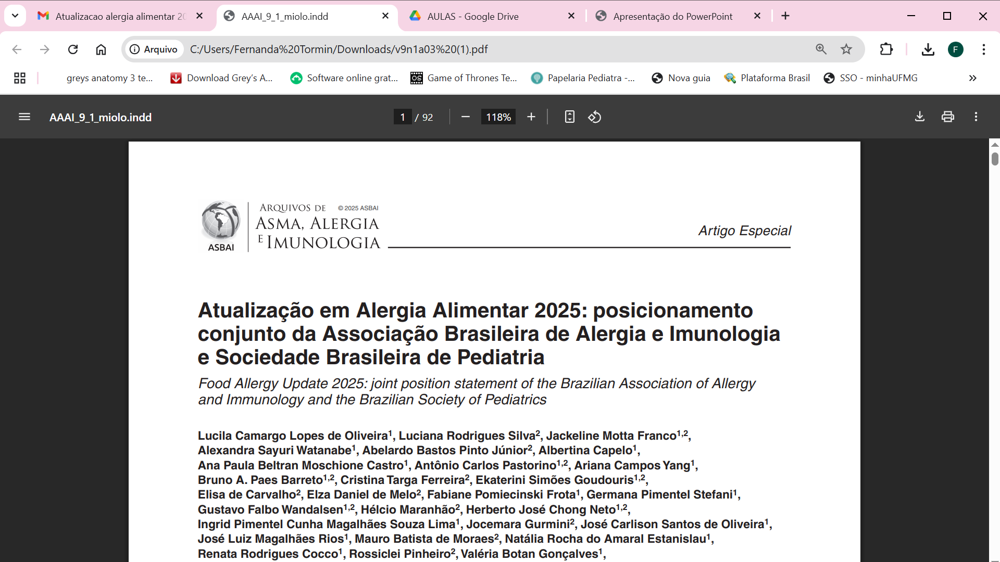 Atualizacao alergia alimentar 20
AAAI_9_1_miolo.indd
AULAS - Google Drive
Apresentação do PowerPoint
Arquivo
C:/Users/Fernanda%20Tormin/Downloads/v9n1a03%20(1).pdf
F
greys anatomy 3 te...
Download Grey's A...
Software online grat...
OS
Game of Thrones Te...
Papelaria Pediatra -...
Nova guia
Plataforma Brasil
SSO - minhaUFMG
AAAI_9_1_miolo.indd
1 / 92
118%
ASBAI
Arquivos de © 2025 ASBAI
Asma, Alergia
e Imunologia
Artigo Especial
Atualização em Alergia Alimentar 2025: posicionamento
conjunto da Associação Brasileira de Alergia e Imunologia
e Sociedade Brasileira de Pediatria
Food Allergy Update 2025: joint position statement of the Brazilian Association of Allergy
and Immunology and the Brazilian Society of Pediatrics
Lucila Camargo Lopes de Oliveira¹, Luciana Rodrigues Silva², Jackeline Motta Franco¹,²,
Alexandra Sayuri Watanabe¹, Abelardo Bastos Pinto Júnior², Albertina Capelo¹,
Ana Paula Beltran Moschione Castro¹, Antônio Carlos Pastorino¹,², Ariana Campos Yang¹,
Bruno A. Paes Barreto¹,², Cristina Targa Ferreira², Ekaterini Simões Goudouris¹,²,
Elisa de Carvalho², Elza Daniel de Melo², Fabiane Pomiecinski Frota¹, Germana Pimentel Stefani¹,
Gustavo Falbo Wandalsen¹,², Hélcio Maranhão², Herberto José Chong Neto¹,²,
Ingrid Pimentel Cunha Magalhães Souza Lima¹, Jocemara Gurmini², José Carlison Santos de Oliveira¹,
José Luiz Magalhães Rios¹, Mauro Batista de Moraes², Natália Rocha do Amaral Estanislau¹,
Renata Rodrigues Cocco¹, Rossiclei Pinheiro², Valéria Botan Gonçalves¹,